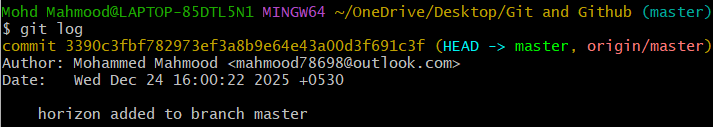 Mohd Mahmood@LAPTOP-85DTL5N1 MINGW64 ~/OneDrive/Desktop/Git and Github (master)
$ git log
commit 3390c3fbf782973ef3a8b9e64e43a00d3f691c3f (HEAD -> master, origin/master)
Author: Mohammed Mahmood <mahmood78698@outlook.com>
Date:   Wed Dec 24 16:00:22 2025 +0530

    horizon added to branch master